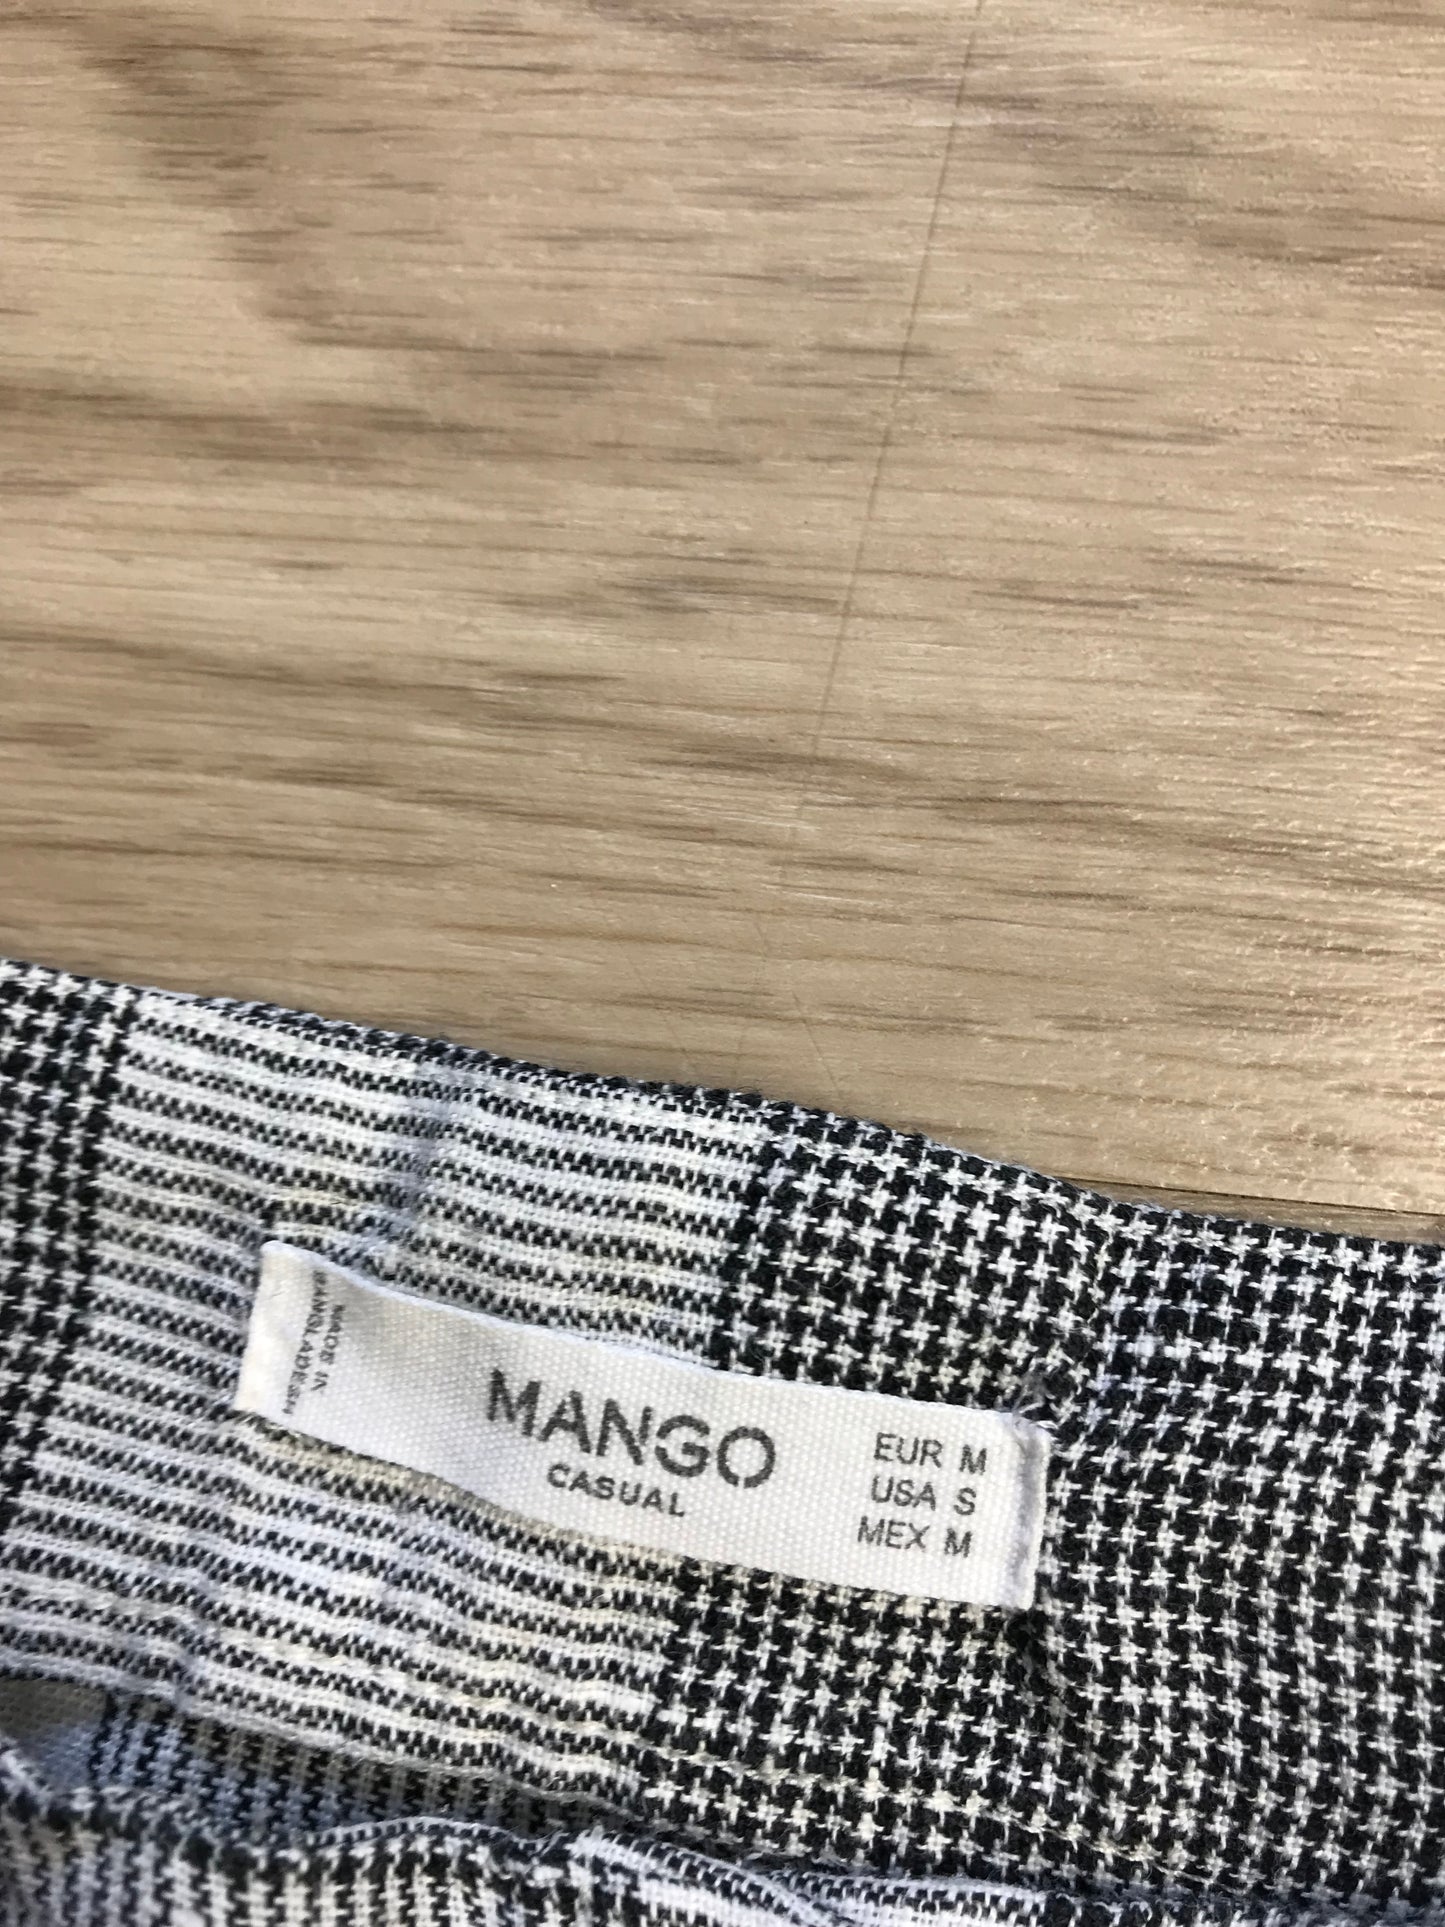 MADE IN
BANGLADESH
MANGO
CASUAL
EUR M
USA S
MEX M